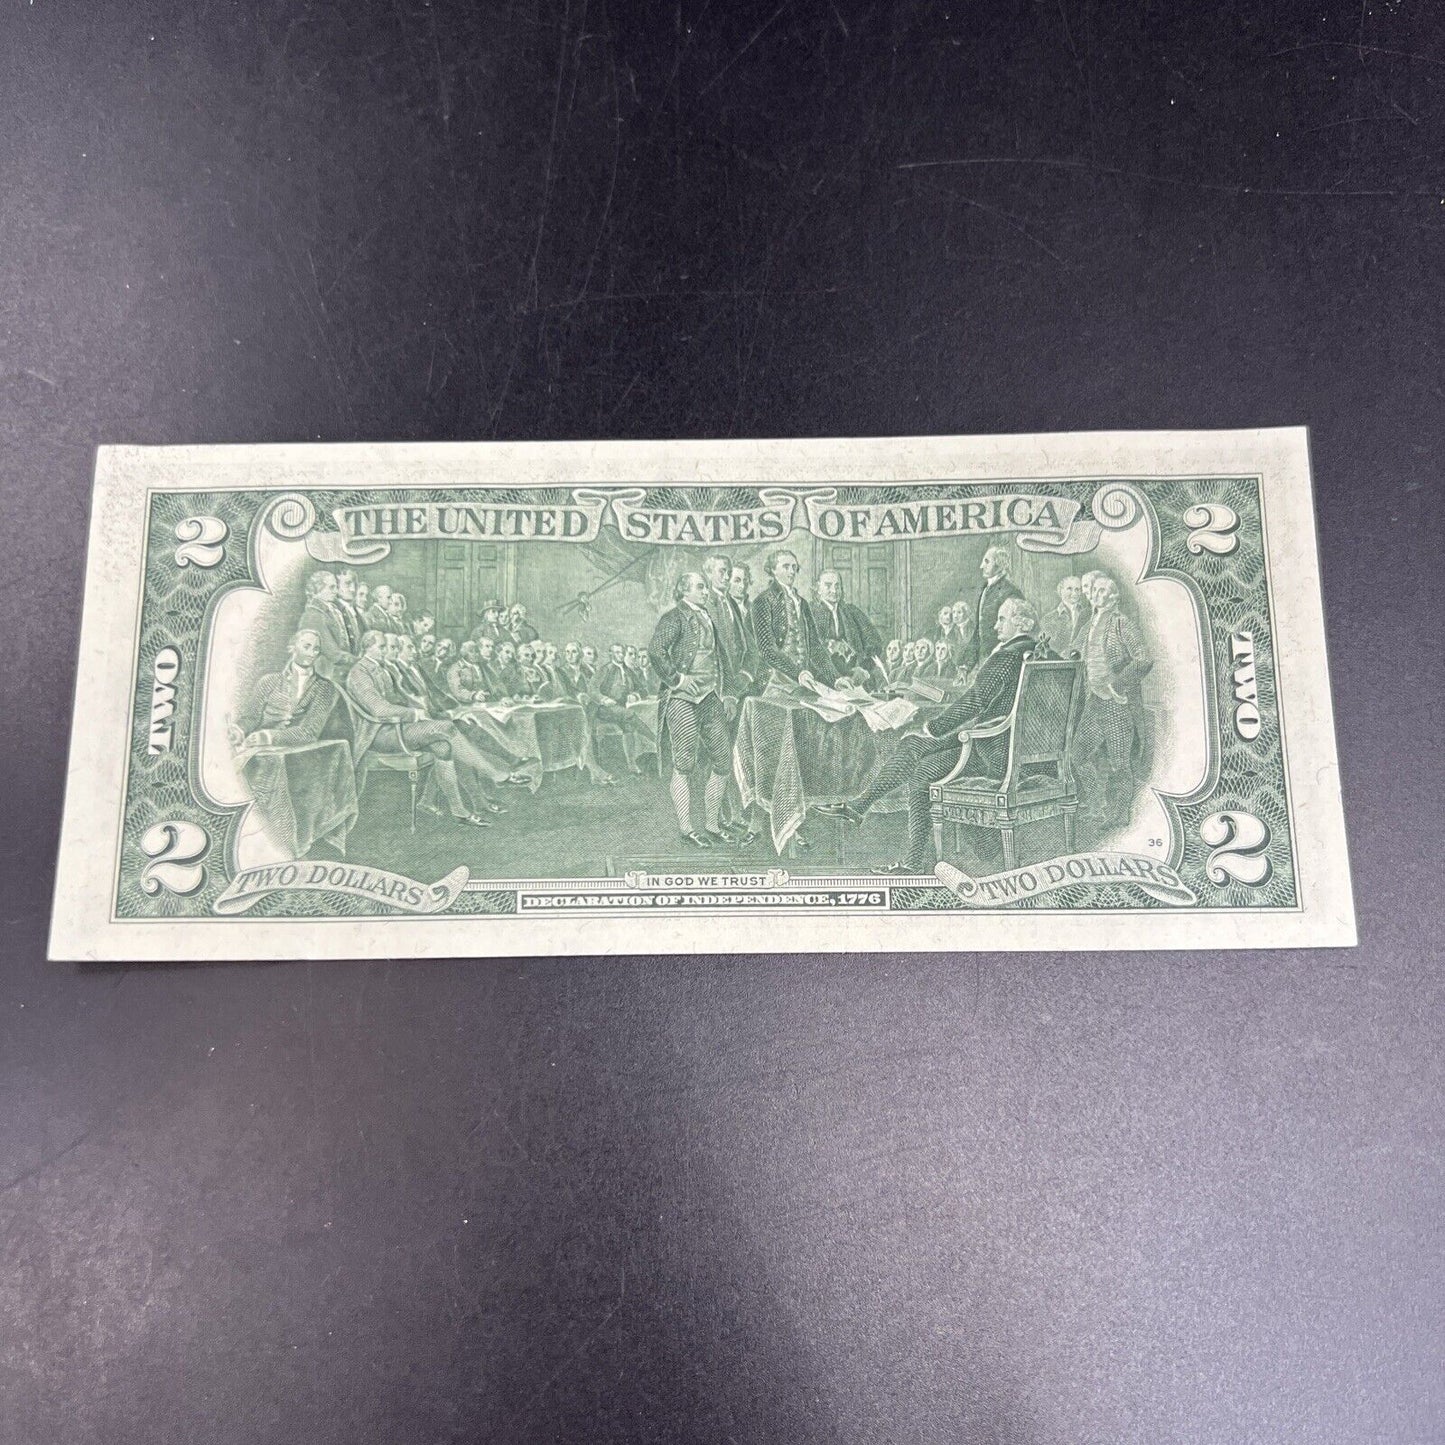 2 THE UNITED STATES OF AMERICA 2
TWO
TWO
36
2 TWO DOLLARS IN GOD WE TRUST TWO DOLLARS 2
DECLARATION OF INDEPENDENCE, 1776